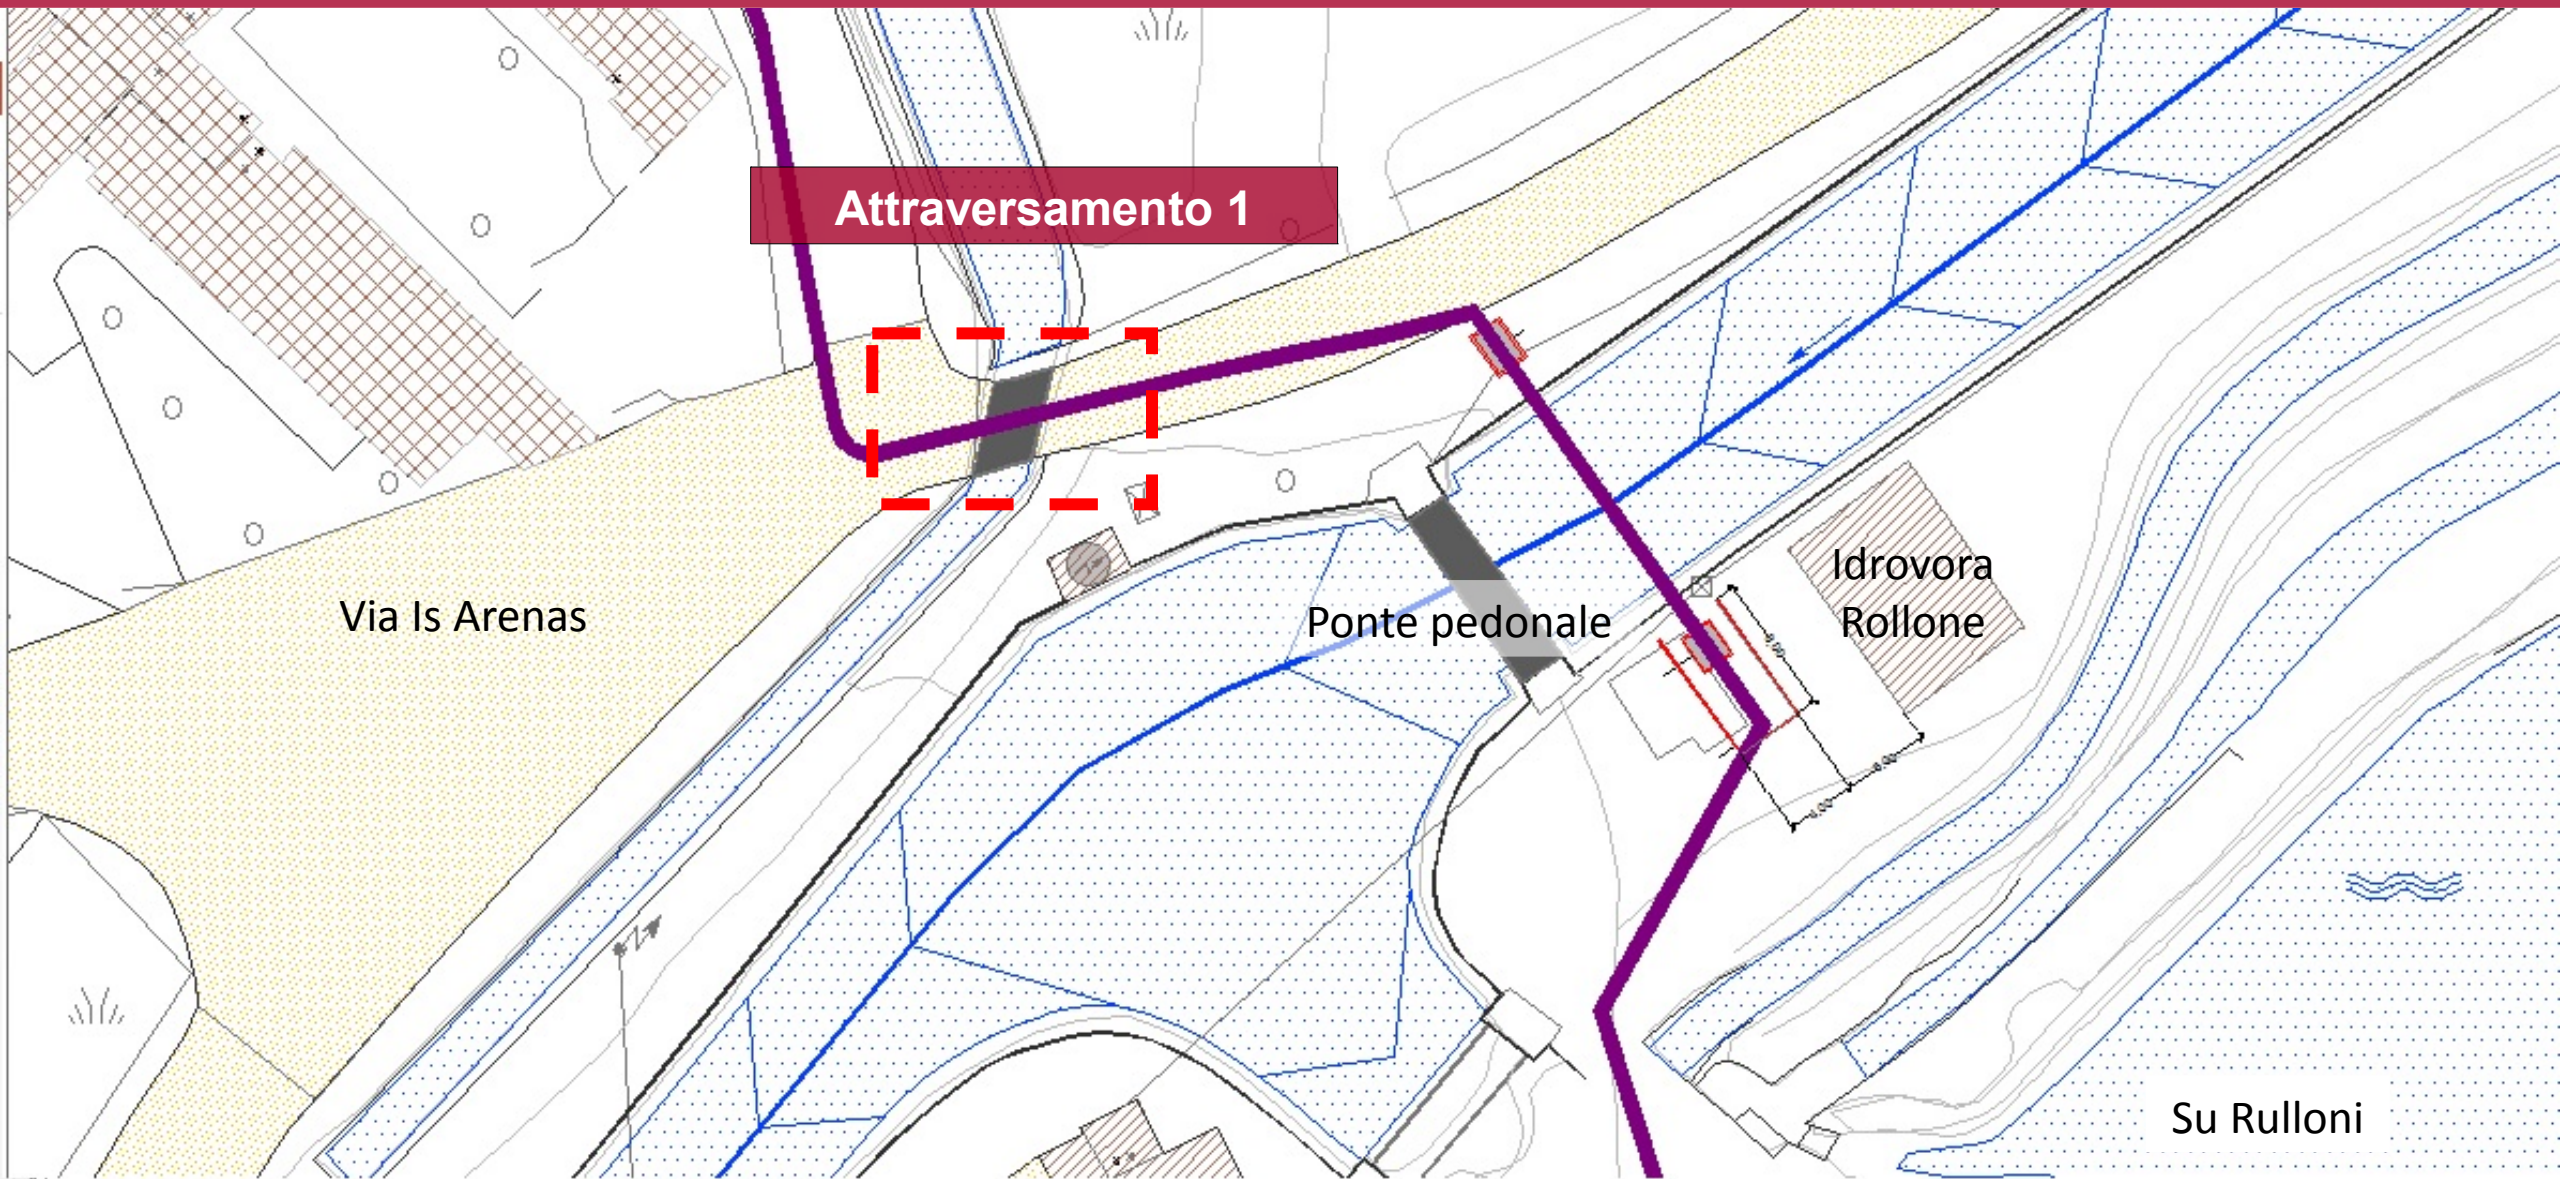 Attraversamento 1
Idrovora
Rollone
Via Is Arenas
Ponte pedonale
Su Rulloni